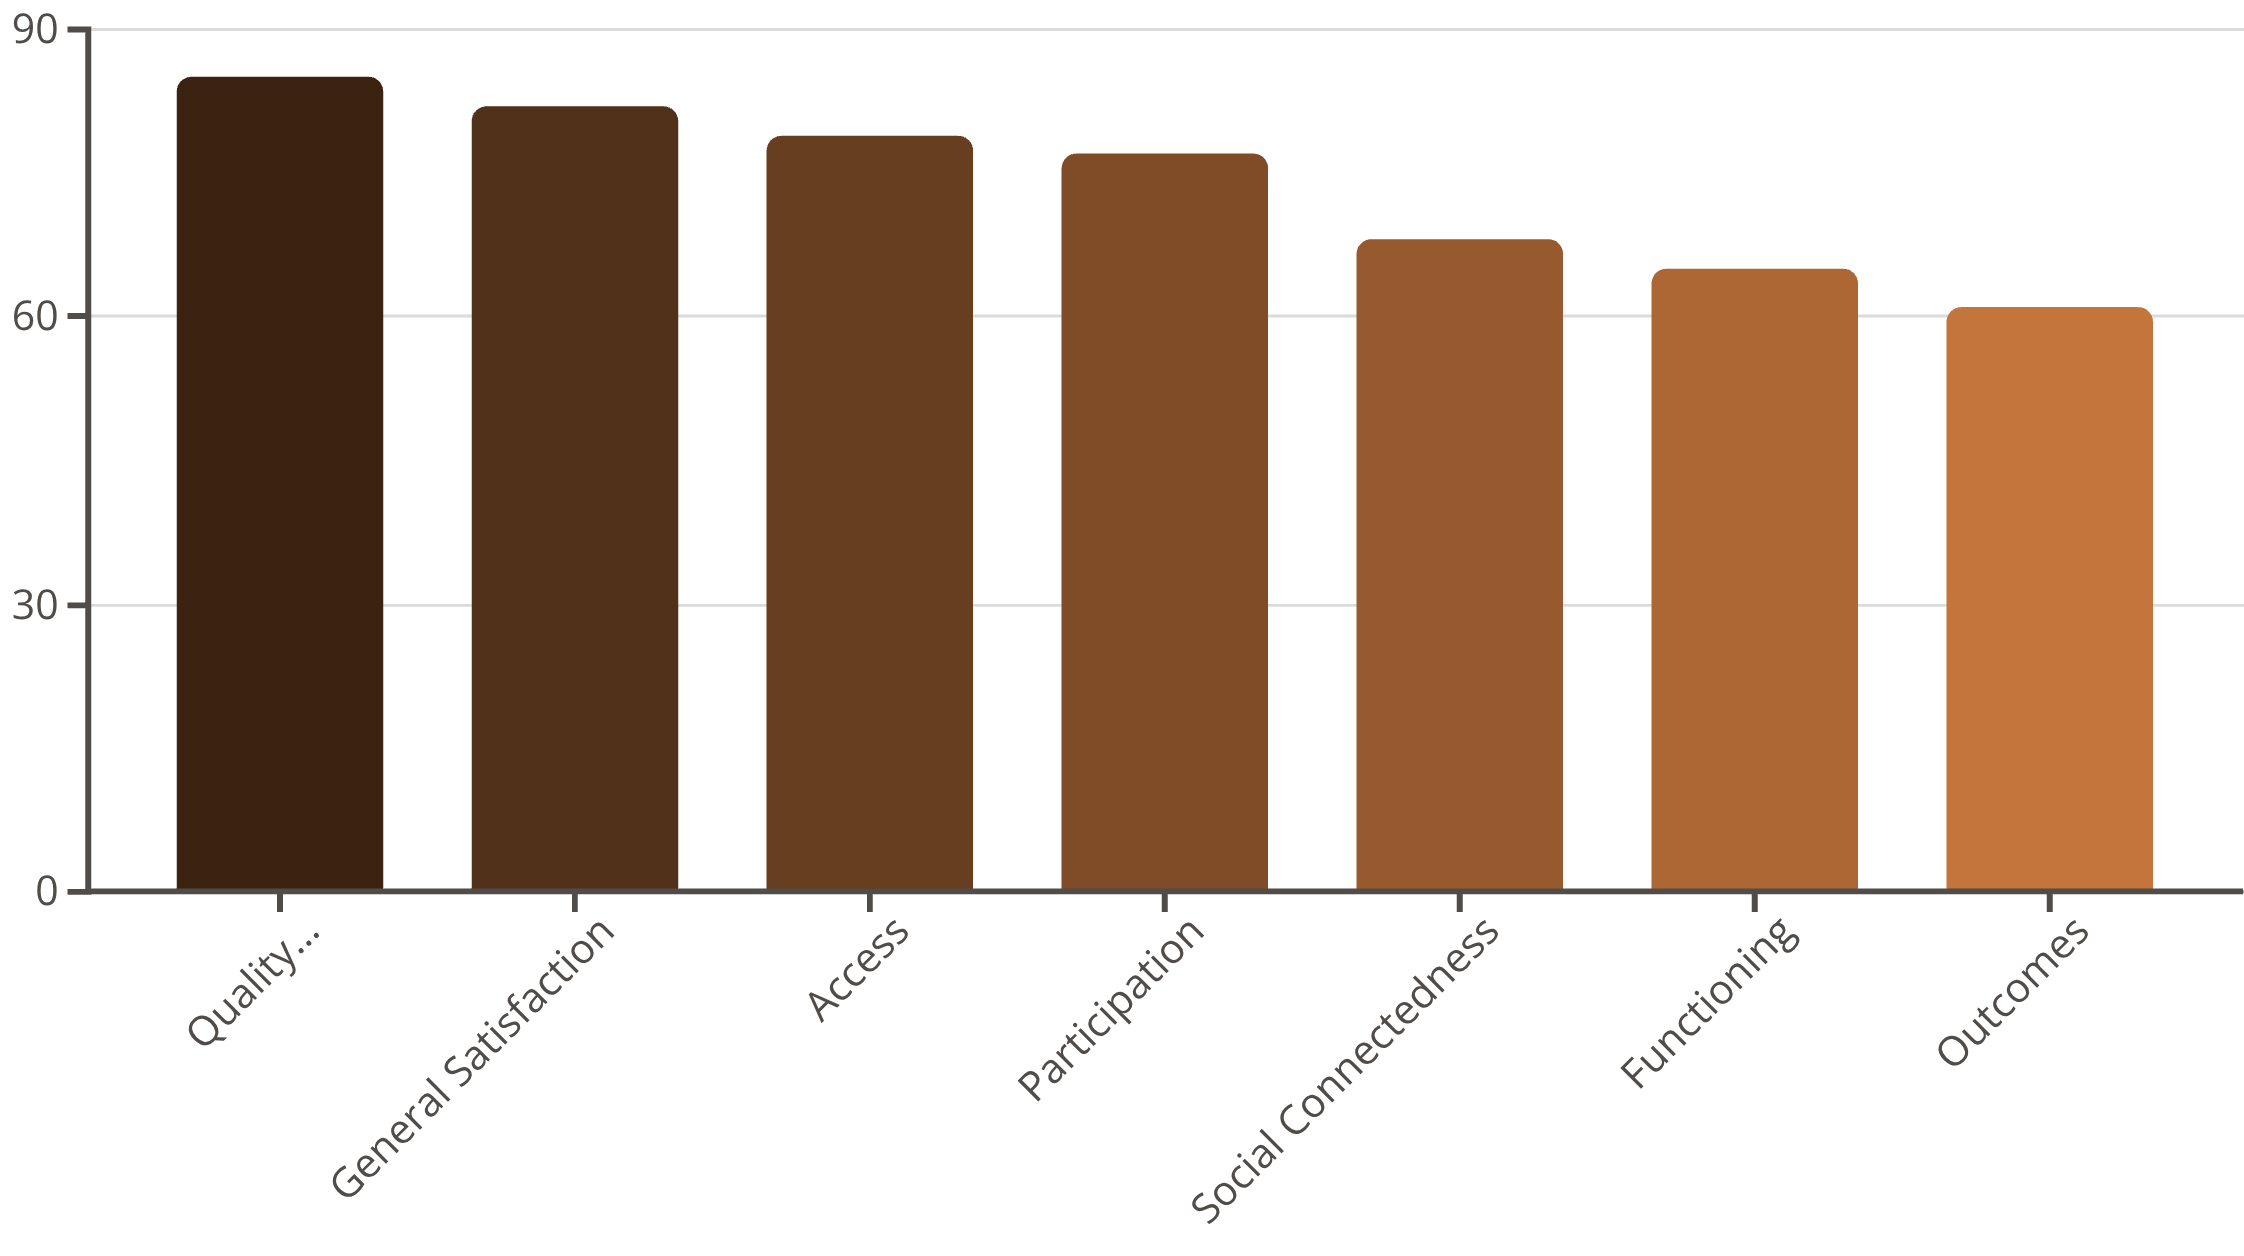 90
60
30
0
Quality...
General Satisfaction
Access
Participation
Social Connectedness
Functioning
Outcomes